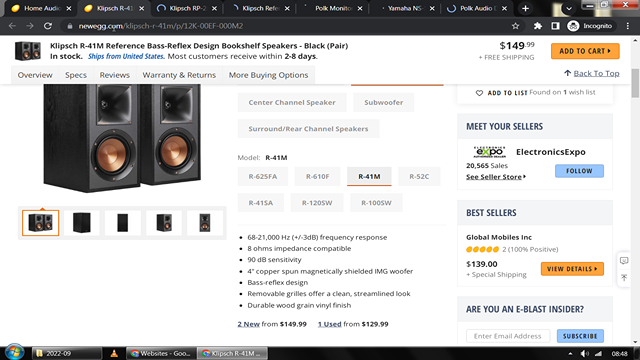 Home Audio
Klipsch R-41
Klipsch RP-
Klipsch Refe
Polk Monito
Yamaha NS
Polk Audio E
newegg.com/klipsch-r-41m/p/12K-00EF-000M2
Incognito
Klipsch R-41M Reference Bass-Reflex Design Bookshelf Speakers - Black (Pair)
In stock. Ships from United States. Most customers receive within 2-8 days.
$149.99
+ FREE SHIPPING
ADD TO CART
Overview Specs Reviews Warranty & Returns More Buying Options
Back To Top
Center Channel Speaker
Subwoofer
Surround/Rear Channel Speakers
Model: R-41M
R-625FA
R-610F
R-41M
R-52C
R-41SA
R-120SW
R-100SW
68-21,000 Hz (+/-3dB) frequency response
8 ohms impedance compatible
90 dB sensitivity
4" copper spun magnetically shielded IMG woofer
Bass-reflex design
Removable grilles offer a clean, streamlined look
Durable wood grain vinyl finish
2 New from $149.99 1 Used from $129.99
ADD TO LIST Found on 1 wish list
MEET YOUR SELLERS
ELECTRONICS
expo
ElectronicsExpo
20,565 Sales
See Seller Store
FOLLOW
BEST SELLERS
Global Mobiles Inc
2 (100% Positive)
$139.00
+ Special Shipping
VIEW DETAILS
ARE YOU AN E-BLAST INSIDER?
Enter Email Address
SUBSCRIBE
2022-09
Websites - Goo...
Klipsch R-41M ...
08:48